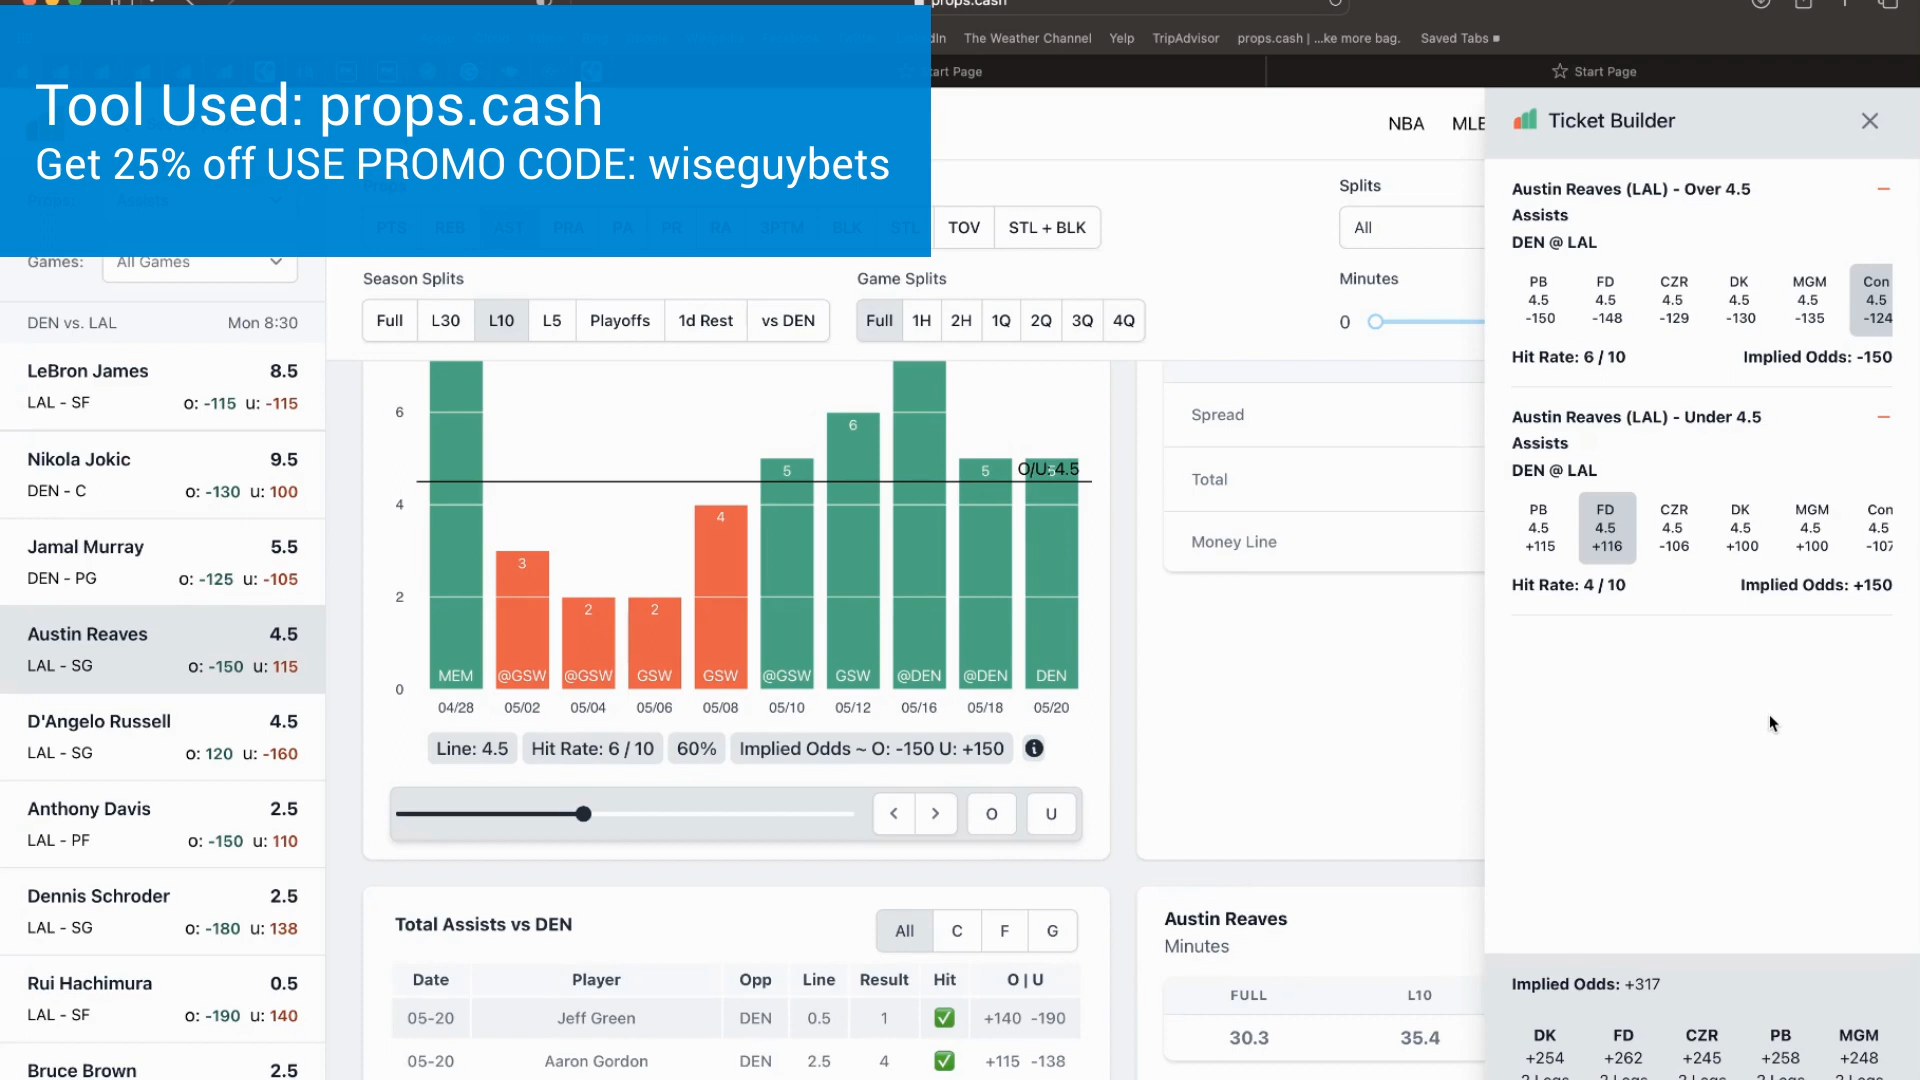 props.cash
The Weather Channel Yelp TripAdvisor props.cash | ...ke more bag. Saved Tabs
Start Page
Tool Used: props.cash
Get 25% off USE PROMO CODE: wiseguybets
NBA
Ticket Builder
Splits
All
PTS REB AST PRA PA PR RA 3PTM BLK STL TOV STL + BLK
Games: All Games
Season Splits
Full L30 L10 L5 Playoffs 1d Rest vs DEN
Game Splits
Full 1H 2H 1Q 2Q 3Q 4Q
Minutes
0
DEN vs. LAL Mon 8:30
LeBron James 8.5
LAL - SF o: -115 u: -115
Nikola Jokic 9.5
DEN - C o: -130 u: 100
Jamal Murray 5.5
DEN - PG o: -125 u: -105
Austin Reaves 4.5
LAL - SG o: -150 u: 115
D'Angelo Russell 4.5
LAL - SG o: 120 u: -160
Anthony Davis 2.5
LAL - PF o: -150 u: 110
Dennis Schroder 2.5
LAL - SG o: -180 u: 138
Rui Hachimura 0.5
LAL - SF o: -190 u: 140
Bruce Brown 2.5
6
4
2
0
3 2 2 4 5 6 5
O/U: 4.5
MEM @GSW @GSW GSW GSW @GSW GSW @DEN @DEN DEN
04/28 05/02 05/04 05/06 05/08 05/10 05/12 05/16 05/18 05/20
Line: 4.5 Hit Rate: 6 / 10 60% Implied Odds ~ O: -150 U: +150
O U
Total Assists vs DEN
All C F G
Date Player Opp Line Result Hit O | U
05-20 Jeff Green DEN 0.5 1 +140 -190
05-20 Aaron Gordon DEN 2.5 4 +115 -138
Spread
Total
Money Line
Austin Reaves
Minutes
FULL L10
30.3 35.4
Austin Reaves (LAL) - Over 4.5
Assists
DEN @ LAL
PB FD CZR DK MGM Con
4.5 4.5 4.5 4.5 4.5 4.5
-150 -148 -129 -130 -135 -124
Hit Rate: 6 / 10 Implied Odds: -150
Austin Reaves (LAL) - Under 4.5
Assists
DEN @ LAL
PB FD CZR DK MGM Con
4.5 4.5 4.5 4.5 4.5 4.5
+115 +116 -106 +100 +100 -107
Hit Rate: 4 / 10 Implied Odds: +150
Implied Odds: +317
DK FD CZR PB MGM
+254 +262 +245 +258 +248